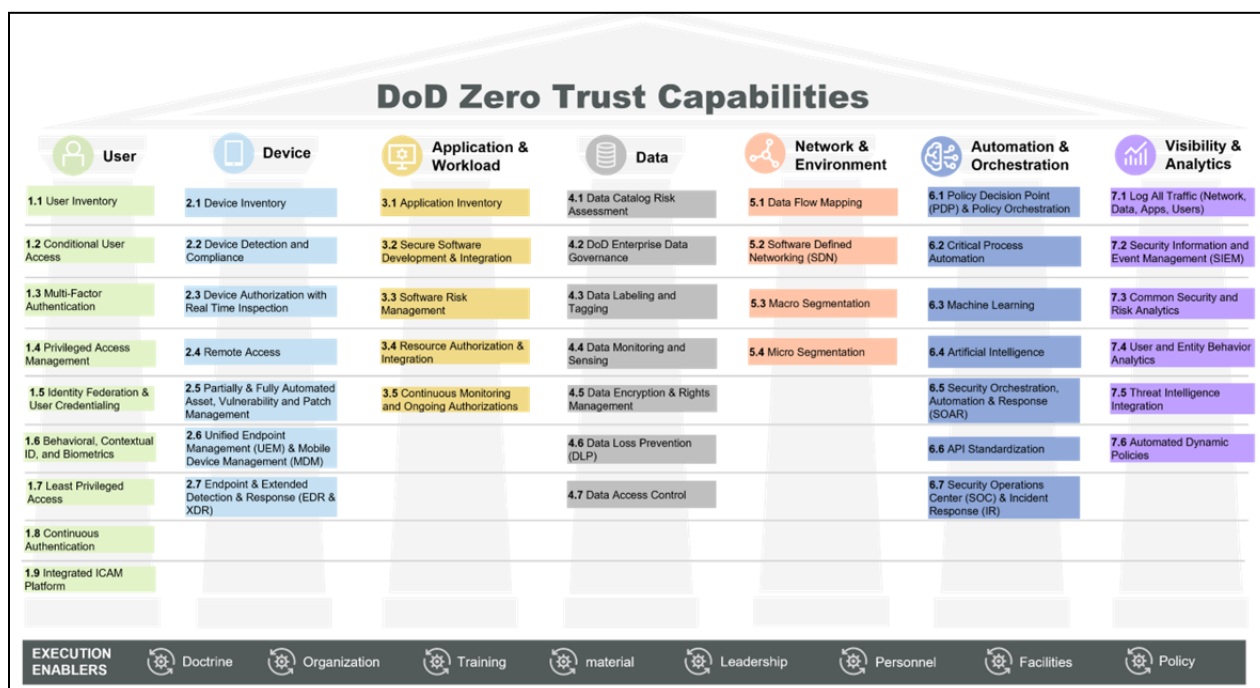 DoD Zero Trust Capabilities
User
1.1 User Inventory
1.2 Conditional User
Access
1.3 Multi-Factor
Authentication
1.4 Privileged Access
Management
1.5 Identity Federation &
User Credentialing
1.6 Behavioral, Contextual
ID, and Biometrics
1.7 Least Privileged
Access
1.8 Continuous
Authentication
1.9 Integrated ICAM
Platform
Device
2.1 Device Inventory
2.2 Device Detection and
Compliance
2.3 Device Authorization with
Real Time Inspection
2.4 Remote Access
2.5 Partially & Fully Automated
Asset, Vulnerability and Patch
Management
2.6 Unified Endpoint
Management (UEM) & Mobile
Device Management (MDM)
2.7 Endpoint & Extended
Detection & Response (EDR &
XDR)
Application &
Workload
3.1 Application Inventory
3.2 Secure Software
Development & Integration
3.3 Software Risk
Management
3.4 Resource Authorization &
Integration
3.5 Continuous Monitoring
and Ongoing Authorizations
Data
4.1 Data Catalog Risk
Assessment
4.2 DoD Enterprise Data
Governance
4.3 Data Labeling and
Tagging
4.4 Data Monitoring and
Sensing
4.5 Data Encryption & Rights
Management
4.6 Data Loss Prevention
(DLP)
4.7 Data Access Control
Network &
Environment
5.1 Data Flow Mapping
5.2 Software Defined
Networking (SDN)
5.3 Macro Segmentation
5.4 Micro Segmentation
Automation &
Orchestration
6.1 Policy Decision Point
(PDP) & Policy Orchestration
6.2 Critical Process
Automation
6.3 Machine Learning
6.4 Artificial Intelligence
6.5 Security Orchestration,
Automation & Response
(SOAR)
6.6 API Standardization
6.7 Security Operations
Center (SOC) & Incident
Response (IR)
Visibility &
Analytics
7.1 Log All Traffic (Network,
Data, Apps, Users)
7.2 Security Information and
Event Management (SIEM)
7.3 Common Security and
Risk Analytics
7.4 User and Entity Behavior
Analytics
7.5 Threat Intelligence
Integration
7.6 Automated Dynamic
Policies
EXECUTION
ENABLERS
Doctrine
Organization
Training
material
Leadership
Personnel
Facilities
Policy